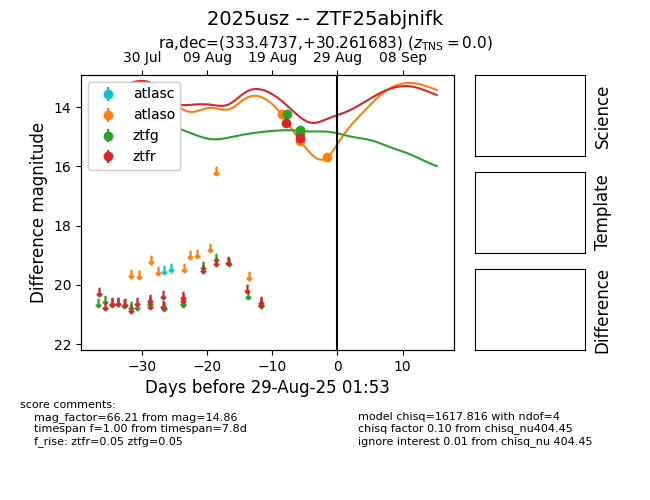 2025usz -- ZTF25abjnifk
ra,dec=(333.4737,+30.261683) (z_TNS = 0.0)
30 Jul 09 Aug 19 Aug 29 Aug 08 Sep
atlasc
atlaso
ztfg
ztfr
14
16
18
20
22
Difference magnitude
−30 −20 −10 0 10
Days before 29-Aug-25 01:53
Science
Template
Difference
score comments:
mag_factor=66.21 from mag=14.86
timespan f=1.00 from timespan=7.8d
f_rise: ztfr=0.05 ztfg=0.05
model chisq=1617.816 with ndof=4
chisq factor 0.10 from chisq_nu404.45
ignore interest 0.01 from chisq_nu 404.45